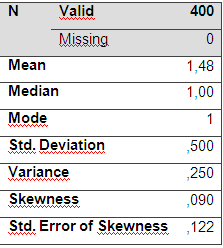 N Valid 400
Missing 0
Mean 1,48
Median 1,00
Mode 1
Std. Deviation ,500
Variance ,250
Skewness ,090
Std. Error of Skewness ,122